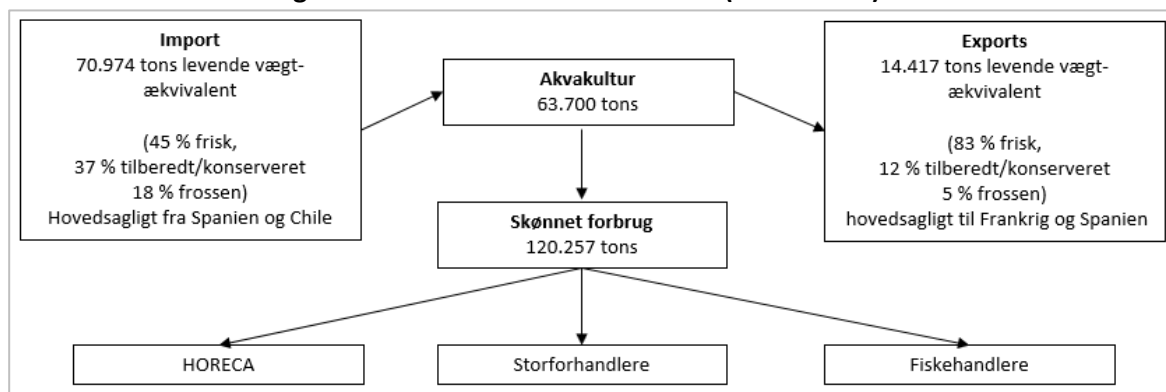 Import
70.974 tons levende vægt-
ækvivalent
(45 % frisk,
37 % tilberedt/konserveret
18 % frossen)
Hovedsagligt fra Spanien og Chile
Akvakultur
63.700 tons
Exports
14.417 tons levende vægt-
ækvivalent
(83 % frisk,
12 % tilberedt/konserveret
5 % frossen)
hovedsagligt til Frankrig og Spanien
Skønnet forbrug
120.257 tons
HORECA
Storforhandlere
Fiskehandlere